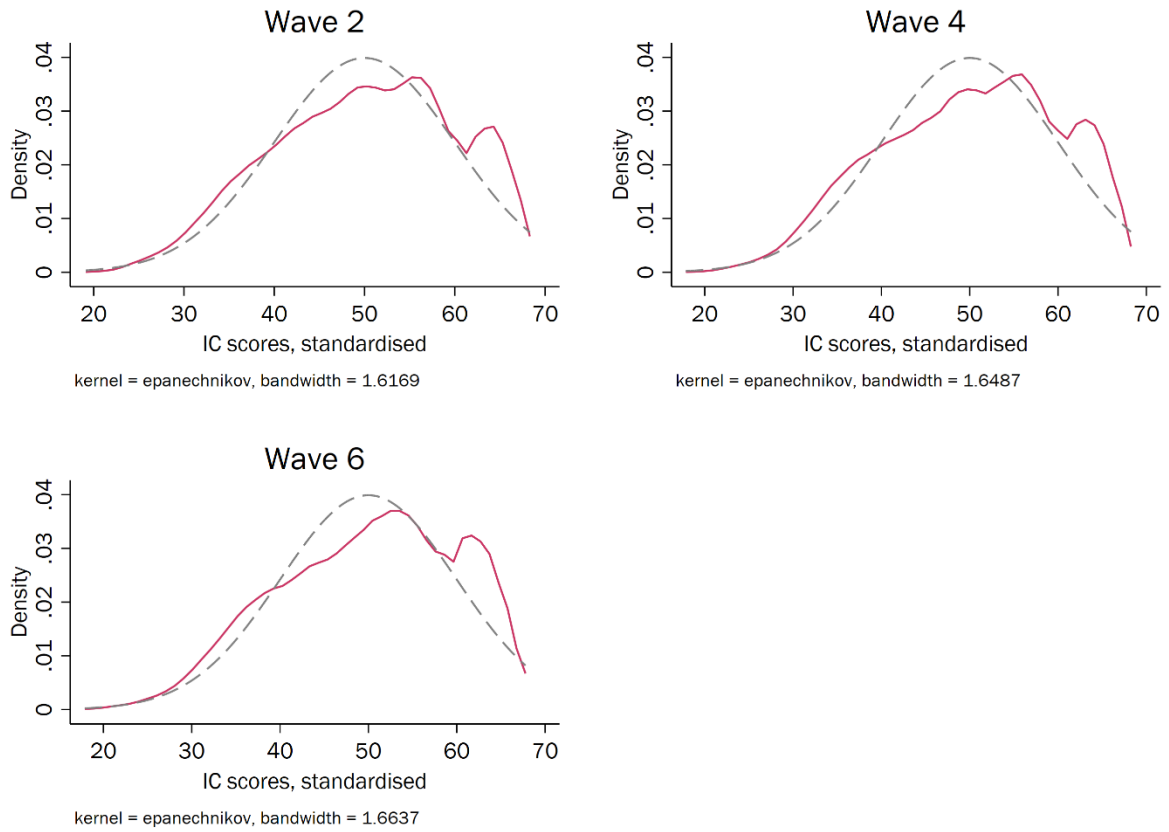 Wave 2
Density
0 .01 .02 .03 .04
20 30 40 50 60 70
IC scores, standardised
kernel = epanechnikov, bandwidth = 1.6169
Wave 4
Density
0 .01 .02 .03 .04
20 30 40 50 60 70
IC scores, standardised
kernel = epanechnikov, bandwidth = 1.6487
Wave 6
Density
0 .01 .02 .03 .04
20 30 40 50 60 70
IC scores, standardised
kernel = epanechnikov, bandwidth = 1.6637